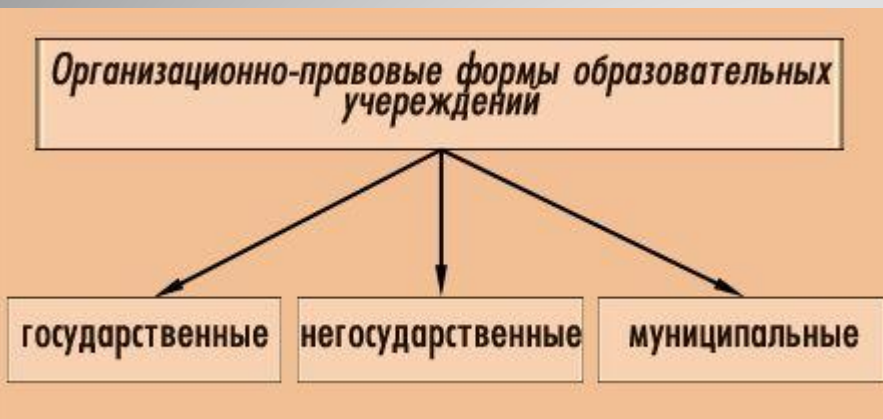 Организационно-правовые формы образовательных
учереждений
государственные
негосударственные
муниципальные